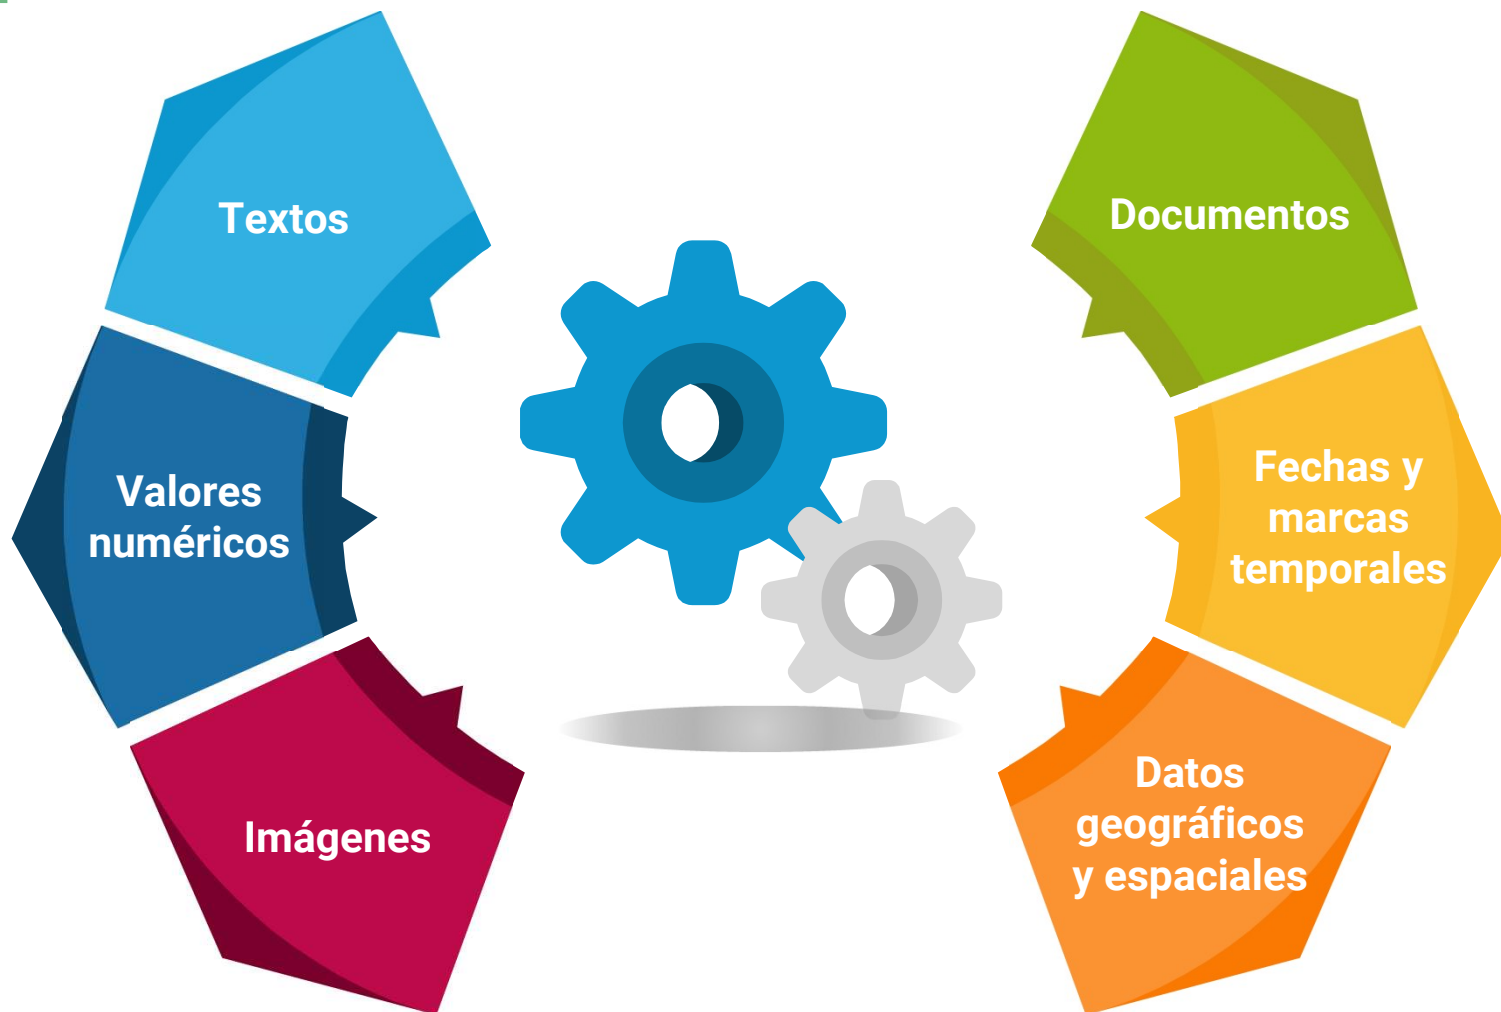 Textos
Valores
numéricos
Imágenes
Documentos
Fechas y
marcas
temporales
Datos
geográficos
y espaciales